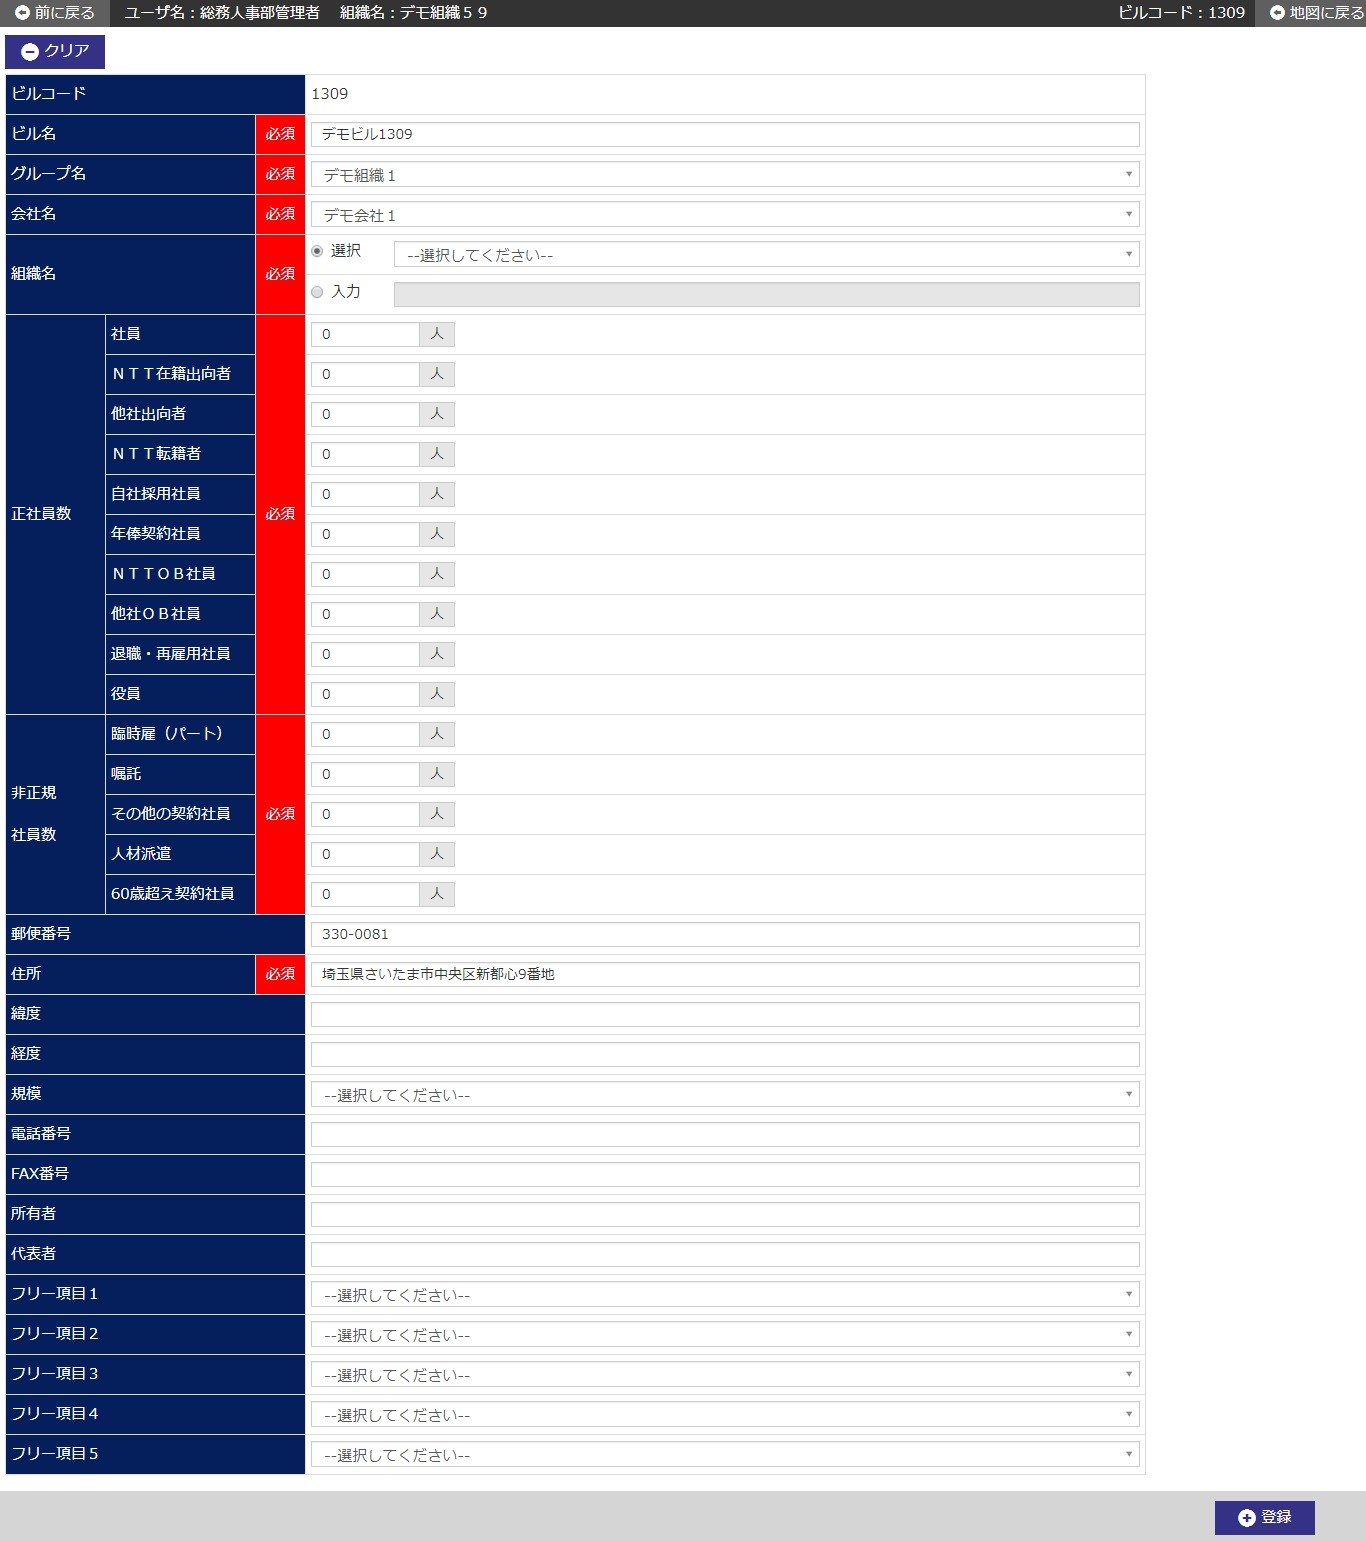 前に戻る ユーザ名：総務人事部管理者 組織名：デモ組織５９ ビルコード：1309 地図に戻る
クリア
ビルコード 1309
ビル名 必須 デモビル1309
グループ名 必須 デモ組織１
会社名 必須 デモ会社１
組織名 必須 選択 --選択してください--
入力
正社員数 必須
社員 0 人
ＮＴＴ在籍出向者 0 人
他社出向者 0 人
ＮＴＴ転籍者 0 人
自社採用社員 0 人
年俸契約社員 0 人
ＮＴＴＯＢ社員 0 人
他社ＯＢ社員 0 人
退職・再雇用社員 0 人
役員 0 人
非正規
社員数 必須
臨時雇（パート） 0 人
嘱託 0 人
その他の契約社員 0 人
人材派遣 0 人
60歳超え契約社員 0 人
郵便番号 330-0081
住所 必須 埼玉県さいたま市中央区新都心9番地
緯度
経度
規模 --選択してください--
電話番号
FAX番号
所有者
代表者
フリー項目１ --選択してください--
フリー項目２ --選択してください--
フリー項目３ --選択してください--
フリー項目４ --選択してください--
フリー項目５ --選択してください--
登録